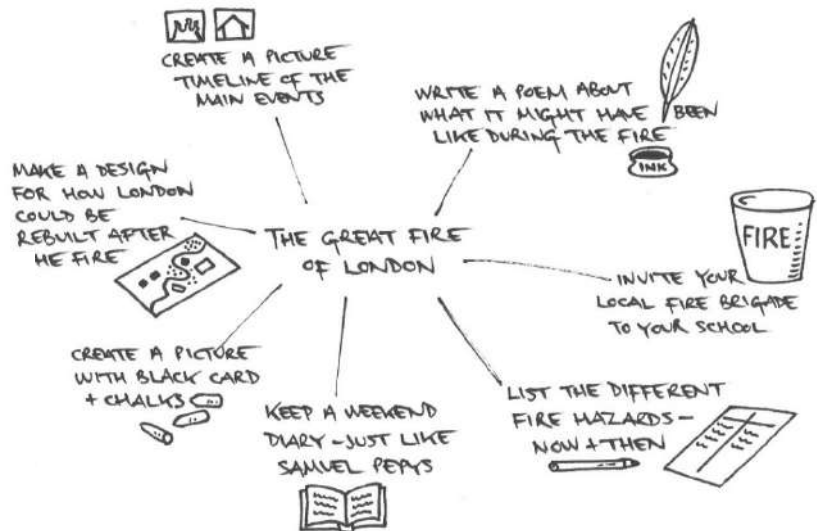 CREATE A PICTURE
TIMELINE OF THE
MAIN EVENTS
WRITE A POEM ABOUT
WHAT IT MIGHT HAVE BEEN
LIKE DURING THE FIRE
INK
MAKE A DESIGN
FOR HOW LONDON
COULD BE
REBUILT AFTER
HE FIRE
THE GREAT FIRE
OF LONDON
FIRE
INVITE YOUR
LOCAL FIRE BRIGADE
TO YOUR SCHOOL
CREATE A PICTURE
WITH BLACK CARD
+ CHALKS
KEEP A WEEKEND
DIARY - JUST LIKE
SAMUEL PEPYS
LIST THE DIFFERENT
FIRE HAZARDS -
NOW + THEN